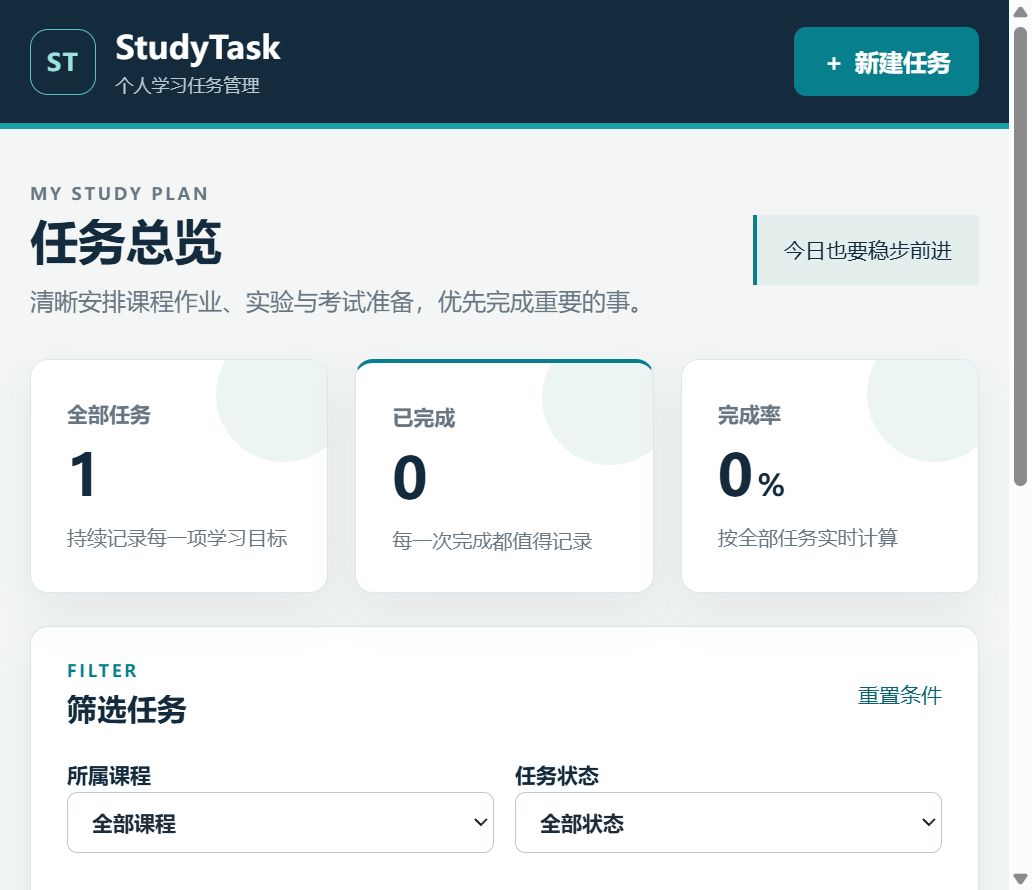 ST
StudyTask
个人学习任务管理
+ 新建任务
MY STUDY PLAN
任务总览
清晰安排课程作业、实验与考试准备，优先完成重要的事。
今日也要稳步前进
全部任务
1
持续记录每一项学习目标
已完成
0
每一次完成都值得记录
完成率
0%
按全部任务实时计算
FILTER
筛选任务
重置条件
所属课程
全部课程
任务状态
全部状态